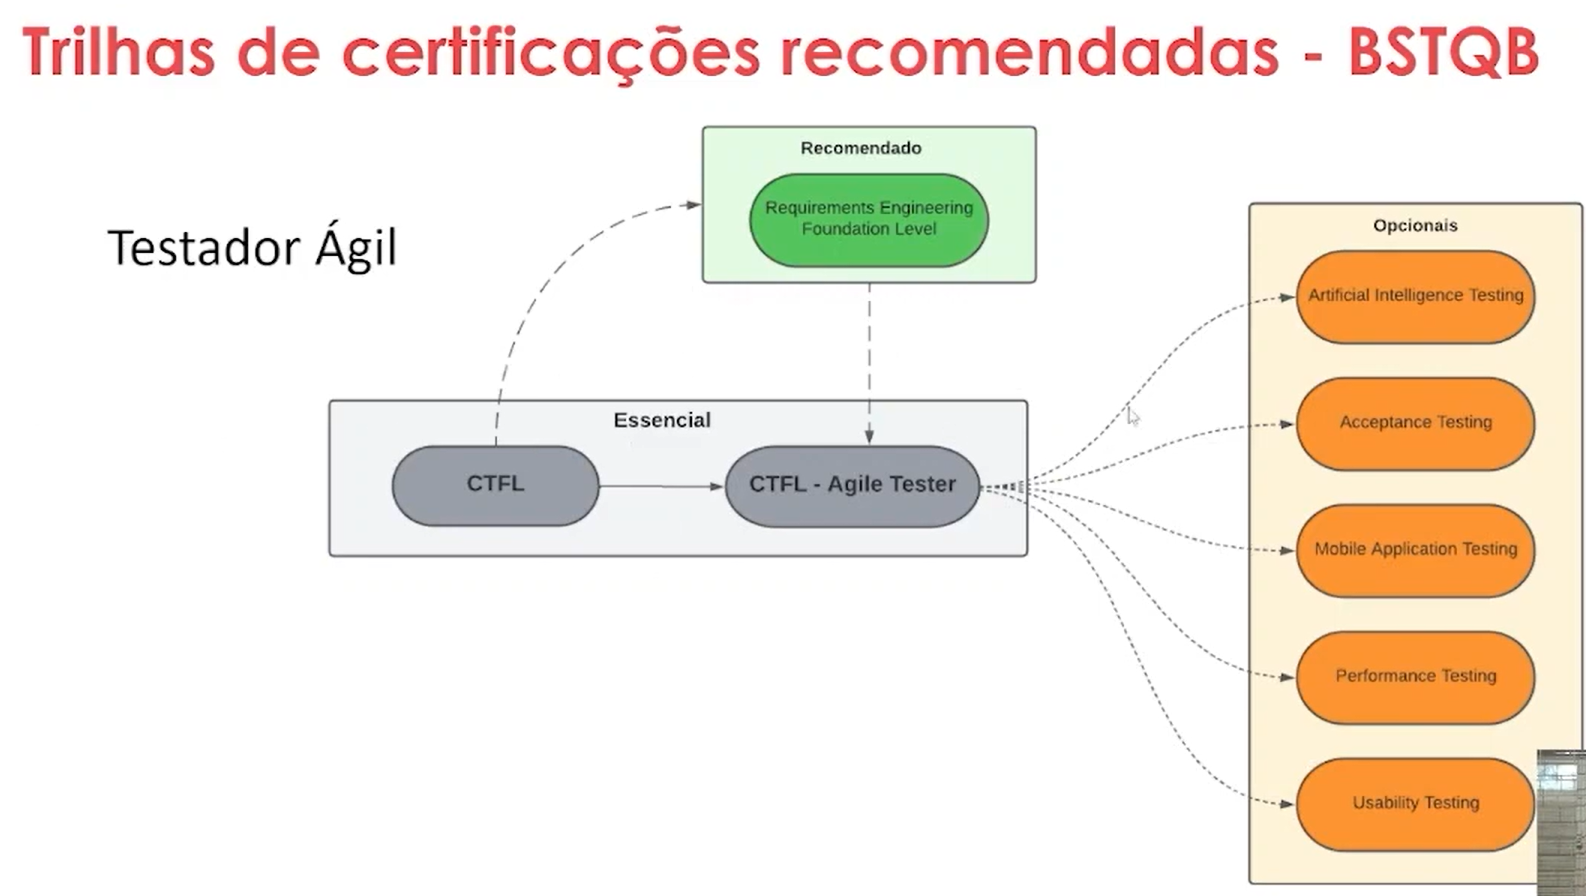 Trilhas de certificações recomendadas - BSTQB
Testador Ágil
Recomendado
Requirements Engineering
Foundation Level
Essencial
CTFL
CTFL - Agile Tester
Opcionais
Artificial Intelligence Testing
Acceptance Testing
Mobile Application Testing
Performance Testing
Usability Testing